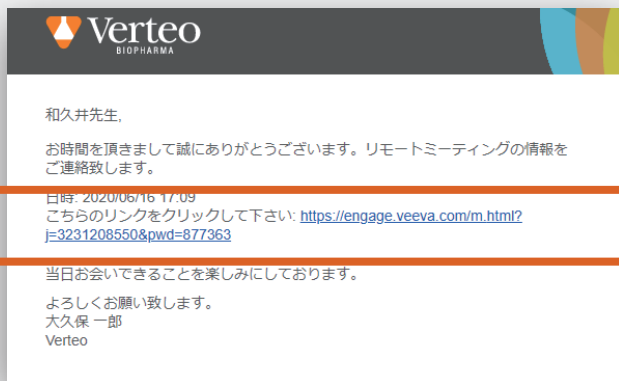 Verteo
BIOPHARMA
和久井先生,
お時間を頂きまして誠にありがとうございます。リモートミーティングの情報を
ご連絡致します。
日時: 2020/06/16 17:09
こちらのリンクをクリックして下さい: https://engage.veeva.com/m.html?
j=3231208550&pwd=877363
当日お会いできることを楽しみにしております。
よろしくお願い致します。
大久保 一郎
Verteo